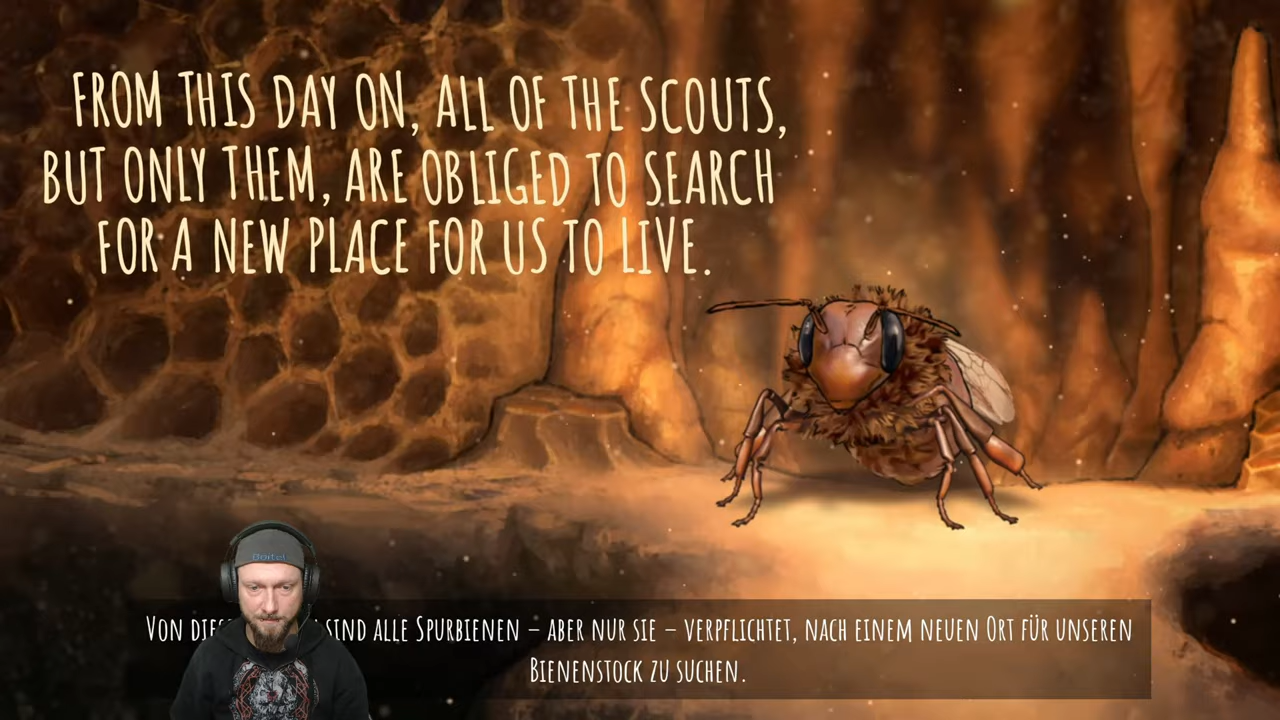 FROM THIS DAY ON, ALL OF THE SCOUTS,
BUT ONLY THEM, ARE OBLIGED TO SEARCH
FOR A NEW PLACE FOR US TO LIVE.
VON SIND ALLE SPURBIENEN – ABER NUR SIE – VERPFLICHTET, NACH EINEM NEUEN ORT FÜR UNSEREN
BIENENSTOCK ZU SUCHEN.